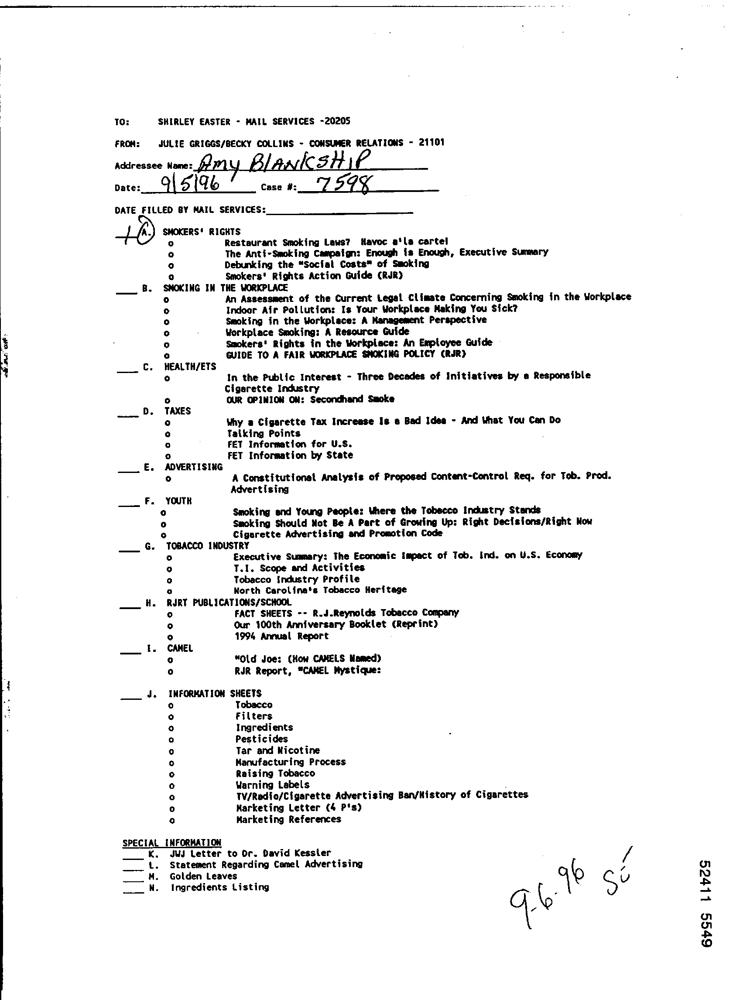 TO: SHIRLEY EASTER - MAIL SERVICES -20205
FROM: JULIE GRIGGS/BECKY COLLINS - CONSUMER RELATIONS - 21101
Addressee Name: Amy BLANKSHIP
Date: 9/5/96 Case #: 7598
DATE FILLED BY MAIL SERVICES:
A. SMOKERS' RIGHTS
o Restaurant Smoking Laws? Havoc a'la cartel
o The Anti-Smoking Campaign: Enough is Enough, Executive Summary
o Debunking the "Social Costs" of Smoking
o Smokers' Rights Action Guide (RJR)
B. SMOKING IN THE WORKPLACE
o An Assessment of the Current Legal Climate Concerning Smoking in the Workplace
o Indoor Air Pollution: Is Your Workplace Making You Sick?
o Smoking in the Workplace: A Management Perspective
o Workplace Smoking: A Resource Guide
o Smokers' Rights in the Workplace: An Employee Guide
o GUIDE TO A FAIR WORKPLACE SMOKING POLICY (RJR)
C. HEALTH/ETS
o In the Public Interest - Three Decades of Initiatives by a Responsible
Cigarette Industry
o OUR OPINION ON: Secondhand Smoke
D. TAXES
o Why a Cigarette Tax Increase Is a Bad Idea - And What You Can Do
o Talking Points
o FET Information for U.S.
o FET Information by State
E. ADVERTISING
o A Constitutional Analysis of Proposed Content-Control Req. for Tob. Prod.
Advertising
F. YOUTH
o Smoking and Young People: Where the Tobacco Industry Stands
o Smoking Should Not Be A Part of Growing Up: Right Decisions/Right Now
o Cigarette Advertising and Promotion Code
G. TOBACCO INDUSTRY
o Executive Summary: The Economic Impact of Tob. Ind. on U.S. Economy
o T.I. Scope and Activities
o Tobacco Industry Profile
o North Carolina's Tobacco Heritage
H. RJRT PUBLICATIONS/SCHOOL
o FACT SHEETS -- R.J.Reynolds Tobacco Company
o Our 100th Anniversary Booklet (Reprint)
o 1994 Annual Report
I. CAMEL
o "Old Joe: (How CAMELS Named)
o RJR Report, "CAMEL Mystique:
J. INFORMATION SHEETS
o Tobacco
o Filters
o Ingredients
o Pesticides
o Tar and Nicotine
o Manufacturing Process
o Raising Tobacco
o Warning Labels
o TV/Radio/Cigarette Advertising Ban/History of Cigarettes
o Marketing Letter (4 P's)
o Marketing References
SPECIAL INFORMATION
K. JWJ Letter to Dr. David Kessler
L. Statement Regarding Camel Advertising
M. Golden Leaves
N. Ingredients Listing
9-6-96
52411 5549